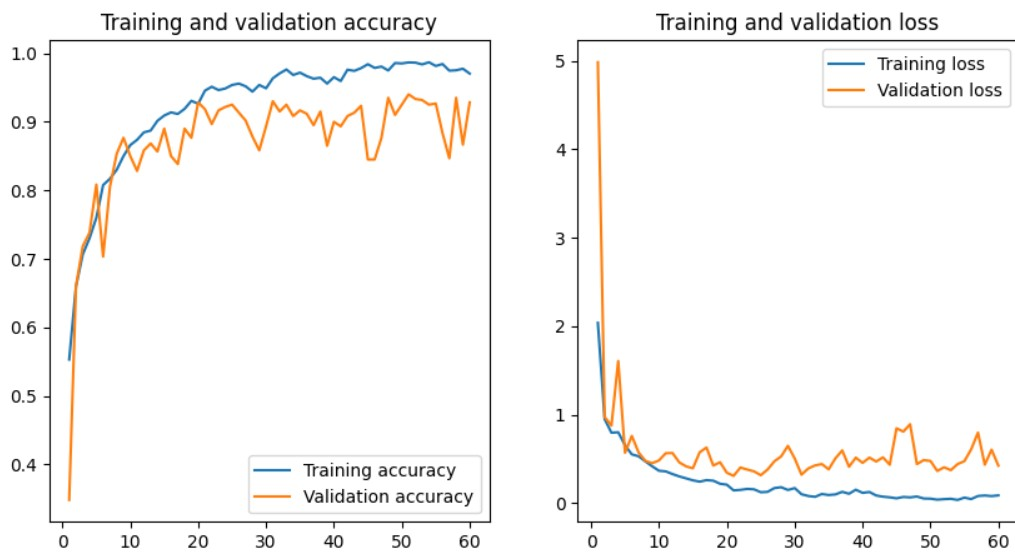 Training and validation accuracy
1.0
0.9
0.8
0.7
0.6
0.5
0.4
Training accuracy
Validation accuracy
0 10 20 30 40 50 60
Training and validation loss
5
4
3
2
1
0
Training loss
Validation loss
0 10 20 30 40 50 60